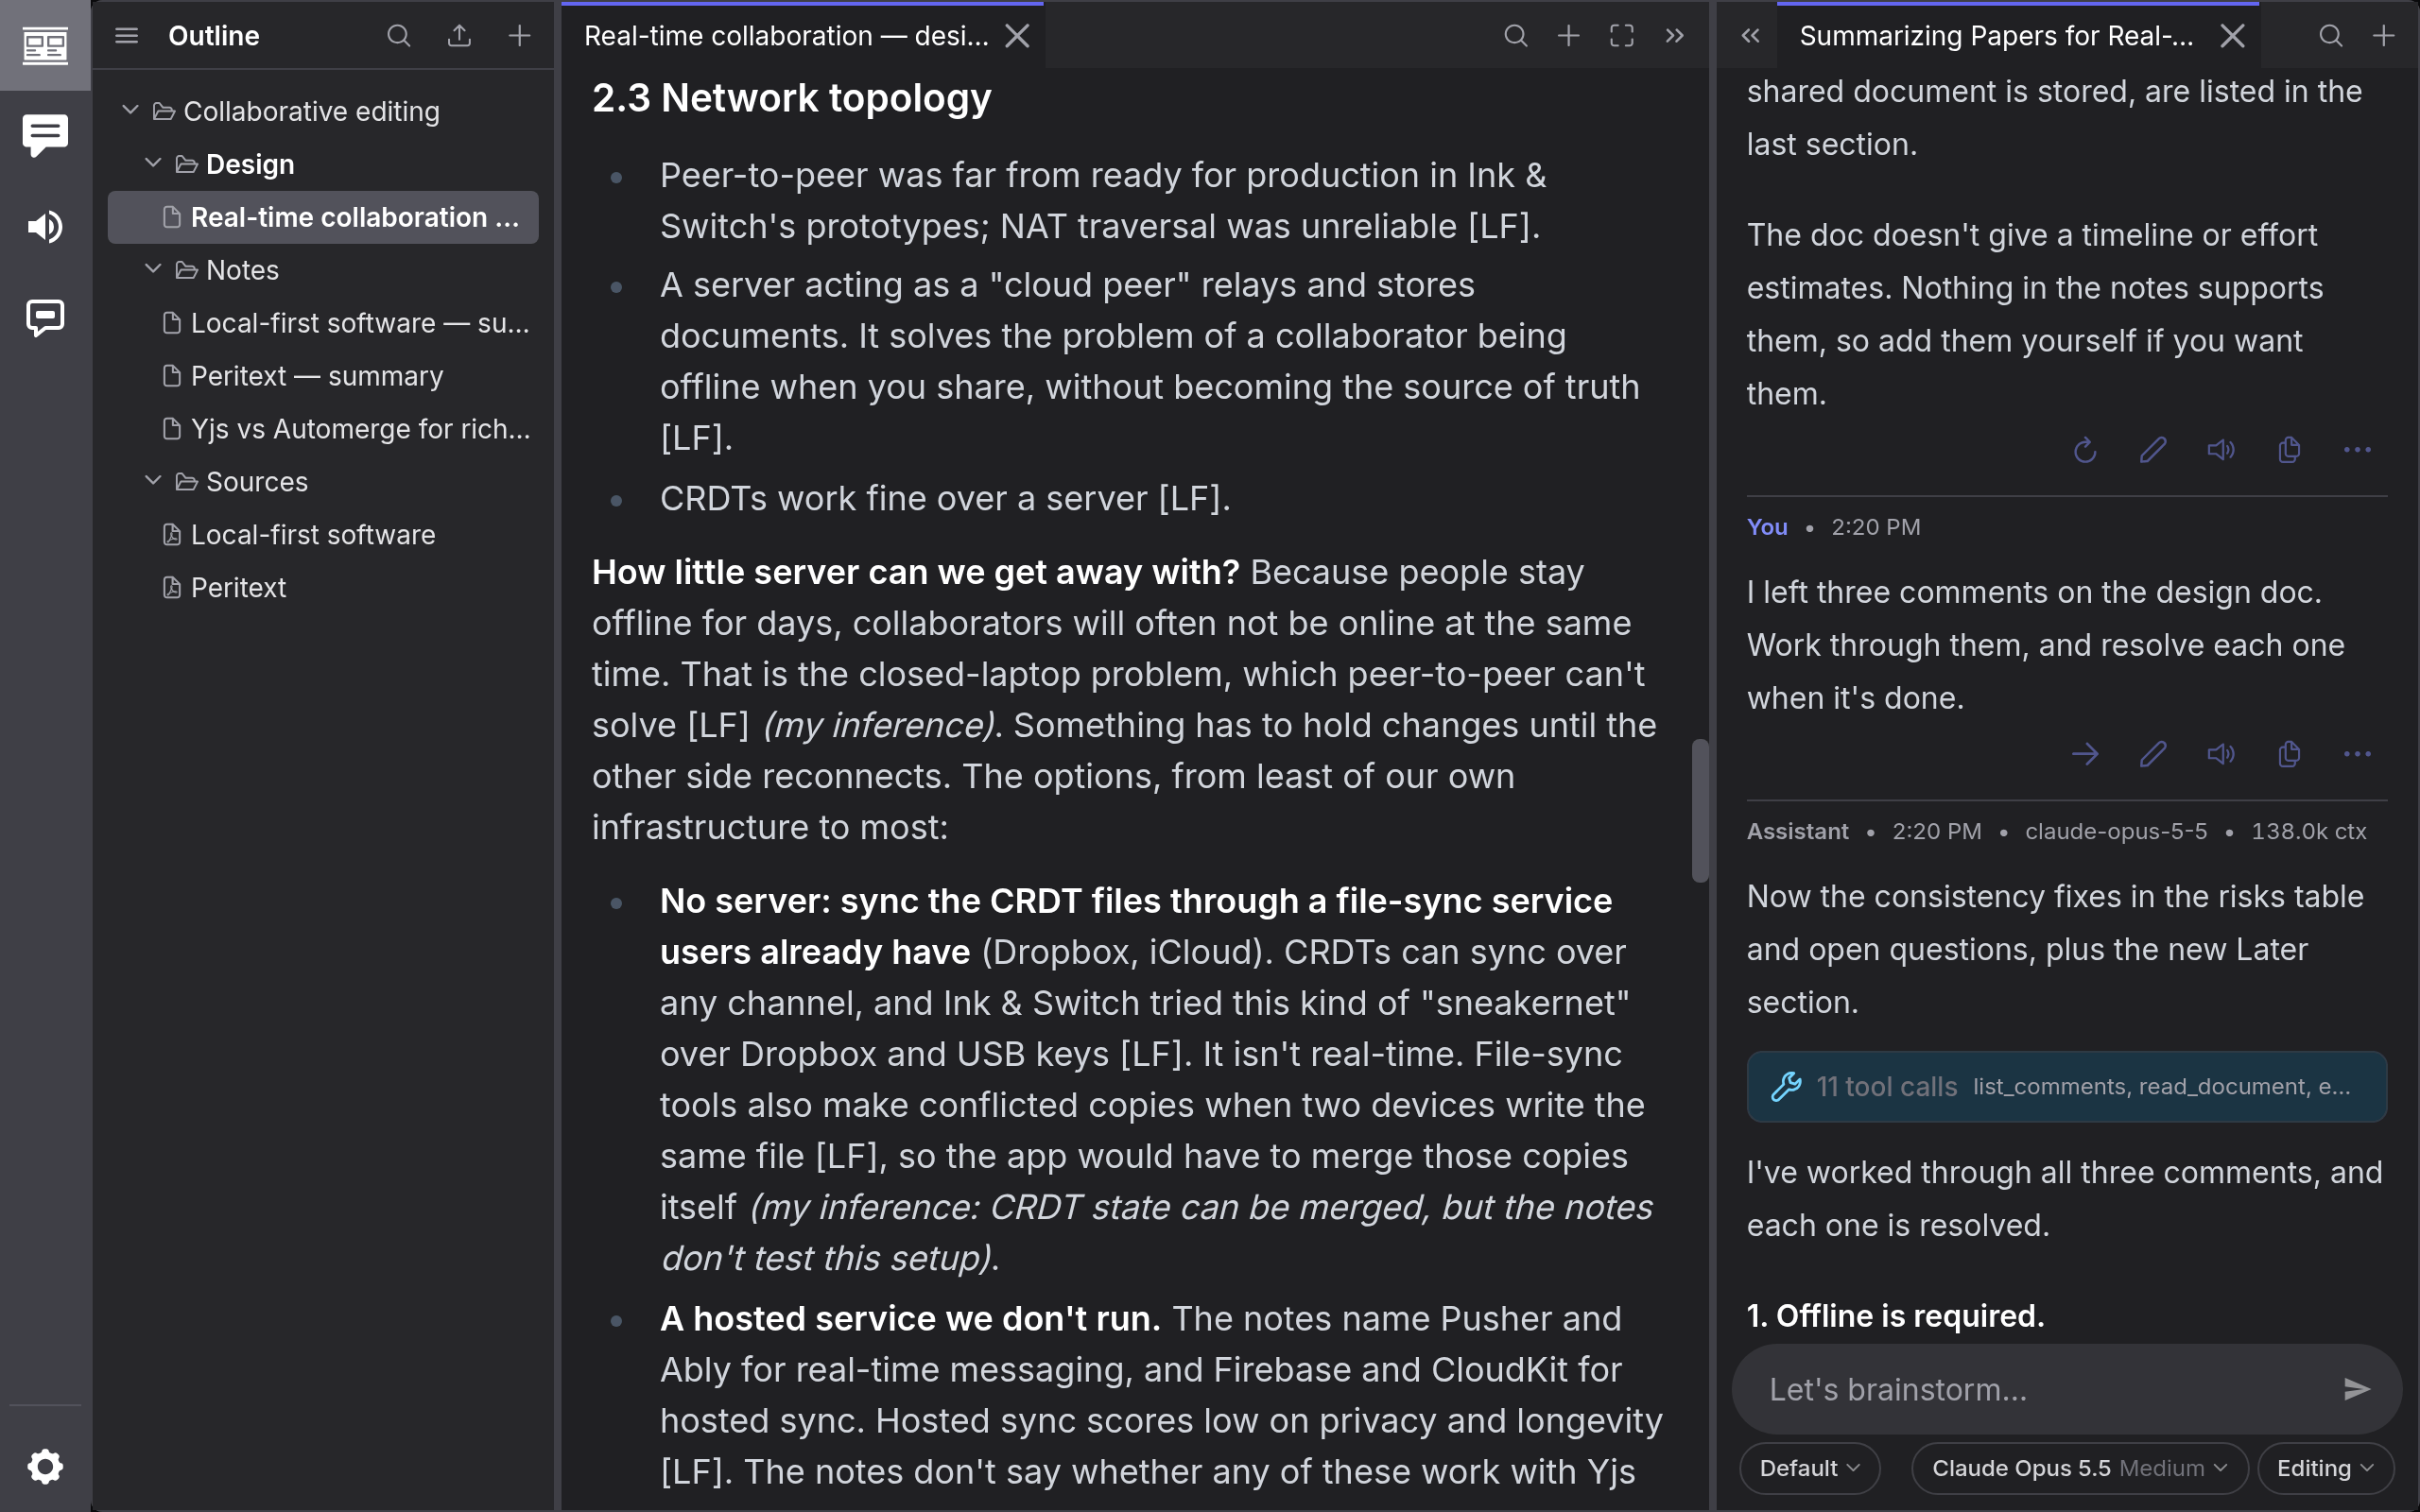 Outline
Collaborative editing
Design
Real-time collaboration ...
Notes
Local-first software — su...
Peritext — summary
Yjs vs Automerge for rich...
Sources
Local-first software
Peritext
Real-time collaboration — desi...
2.3 Network topology
Peer-to-peer was far from ready for production in Ink &
Switch's prototypes; NAT traversal was unreliable [LF].
A server acting as a "cloud peer" relays and stores
documents. It solves the problem of a collaborator being
offline when you share, without becoming the source of truth
[LF].
CRDTs work fine over a server [LF].
How little server can we get away with? Because people stay
offline for days, collaborators will often not be online at the same
time. That is the closed-laptop problem, which peer-to-peer can't
solve [LF] (my inference). Something has to hold changes until the
other side reconnects. The options, from least of our own
infrastructure to most:
No server: sync the CRDT files through a file-sync service
users already have (Dropbox, iCloud). CRDTs can sync over
any channel, and Ink & Switch tried this kind of "sneakernet"
over Dropbox and USB keys [LF]. It isn't real-time. File-sync
tools also make conflicted copies when two devices write the
same file [LF], so the app would have to merge those copies
itself (my inference: CRDT state can be merged, but the notes
don't test this setup).
A hosted service we don't run. The notes name Pusher and
Ably for real-time messaging, and Firebase and CloudKit for
hosted sync. Hosted sync scores low on privacy and longevity
[LF]. The notes don't say whether any of these work with Yjs
Summarizing Papers for Real-...
shared document is stored, are listed in the
last section.
The doc doesn't give a timeline or effort
estimates. Nothing in the notes supports
them, so add them yourself if you want
them.
You • 2:20 PM
I left three comments on the design doc.
Work through them, and resolve each one
when it's done.
Assistant • 2:20 PM • claude-opus-5-5 • 138.0k ctx
Now the consistency fixes in the risks table
and open questions, plus the new Later
section.
11 tool calls list_comments, read_document, e...
I've worked through all three comments, and
each one is resolved.
1. Offline is required.
Let's brainstorm...
Default
Claude Opus 5.5 Medium
Editing